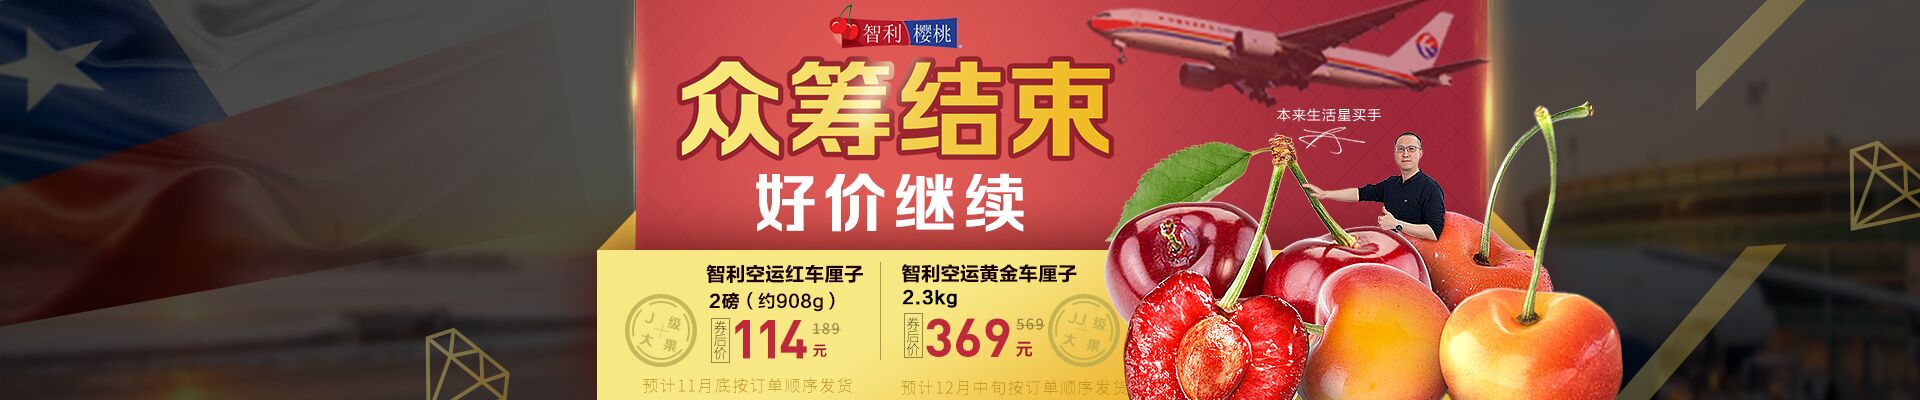 智利 樱桃
众筹结束
好价继续
本来生活星买手
智利空运红车厘子
2磅（约908g）
J级
大果
券后价 114元 189
预计11月底按订单顺序发货
智利空运黄金车厘子
2.3kg
券后价 369元 569
JJ级
大果
预计12月中旬按订单顺序发货